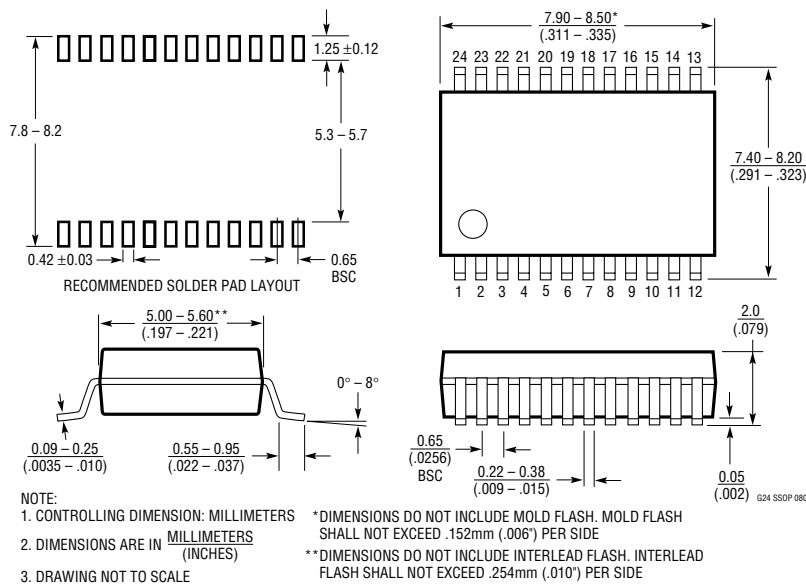 1.25 ±0.12
7.8 – 8.2
5.3 – 5.7
0.42 ±0.03
0.65
BSC
RECOMMENDED SOLDER PAD LAYOUT
7.90 – 8.50*
(.311 – .335)
24 23 22 21 20 19 18 17 16 15 14 13
7.40 – 8.20
(.291 – .323)
1 2 3 4 5 6 7 8 9 10 11 12
5.00 – 5.60**
(.197 – .221)
0° – 8°
0.09 – 0.25
(.0035 – .010)
0.55 – 0.95
(.022 – .037)
2.0
(.079)
0.65
(.0256)
BSC
0.22 – 0.38
(.009 – .015)
0.05
(.002)
NOTE:
1. CONTROLLING DIMENSION: MILLIMETERS
2. DIMENSIONS ARE IN MILLIMETERS
(INCHES)
3. DRAWING NOT TO SCALE
*DIMENSIONS DO NOT INCLUDE MOLD FLASH. MOLD FLASH
SHALL NOT EXCEED .152mm (.006") PER SIDE
**DIMENSIONS DO NOT INCLUDE INTERLEAD FLASH. INTERLEAD
FLASH SHALL NOT EXCEED .254mm (.010") PER SIDE
G24 SSOP